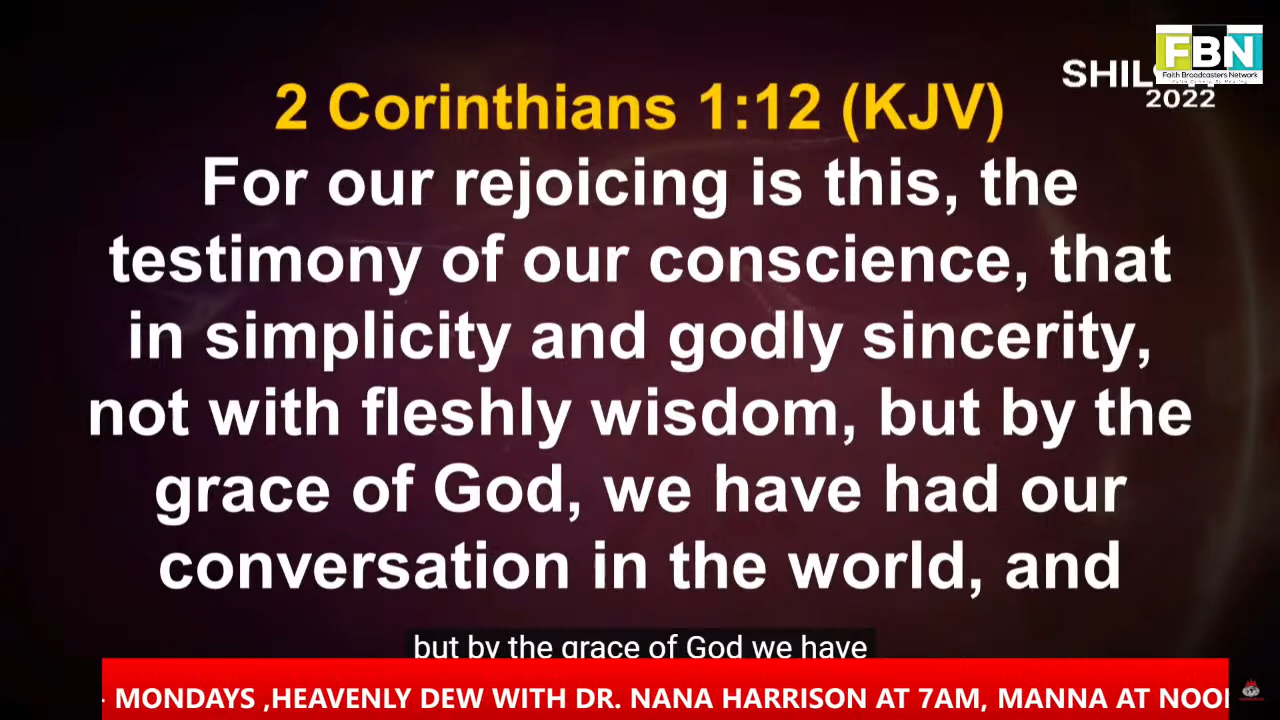 FBN
Faith Broadcasters Network
2022
2 Corinthians 1:12 (KJV)
For our rejoicing is this, the
testimony of our conscience, that
in simplicity and godly sincerity,
not with fleshly wisdom, but by the
grace of God, we have had our
conversation in the world, and
but by the grace of God we have
- MONDAYS ,HEAVENLY DEW WITH DR. NANA HARRISON AT 7AM, MANNA AT